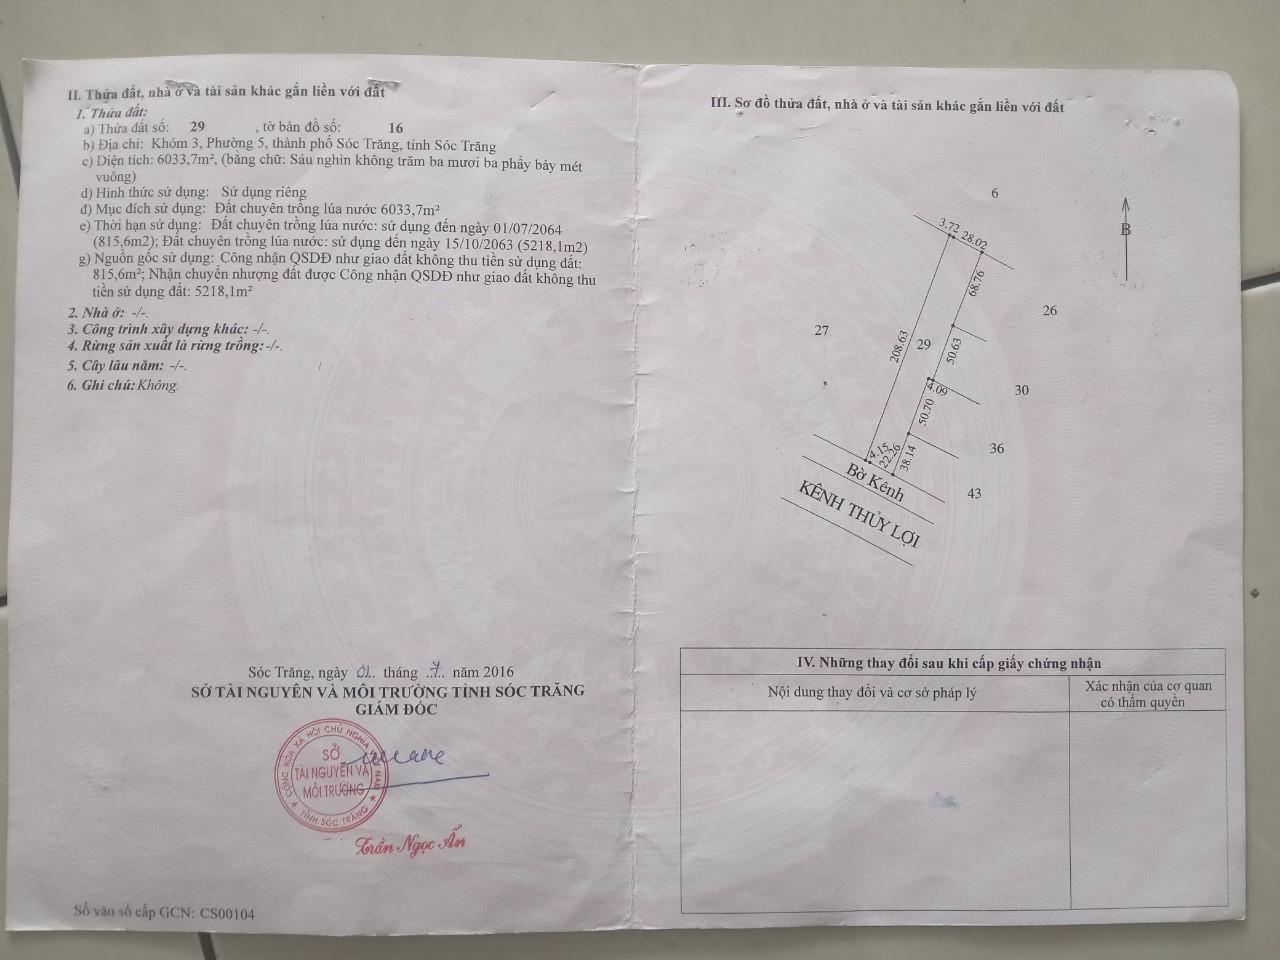 II. Thửa đất, nhà ở và tài sản khác gắn liền với đất
1. Thửa đất:
a) Thửa đất số: 29 , tờ bản đồ số: 16
b) Địa chỉ: Khóm 3, Phường 5, thành phố Sóc Trăng, tỉnh Sóc Trăng
c) Diện tích: 6033,7m², (bằng chữ: Sáu nghìn không trăm ba mươi ba phẩy bảy mét
vuông)
d) Hình thức sử dụng: Sử dụng riêng
đ) Mục đích sử dụng: Đất chuyên trồng lúa nước 6033,7m²
e) Thời hạn sử dụng: Đất chuyên trồng lúa nước: sử dụng đến ngày 01/07/2064
(815,6m2); Đất chuyên trồng lúa nước: sử dụng đến ngày 15/10/2063 (5218,1m2)
g) Nguồn gốc sử dụng: Công nhận QSDĐ như giao đất không thu tiền sử dụng đất:
815,6m²; Nhận chuyển nhượng đất được Công nhận QSDĐ như giao đất không thu
tiền sử dụng đất: 5218,1m²
2. Nhà ở: -/-.
3. Công trình xây dựng khác: -/-.
4. Rừng sản xuất là rừng trồng: -/-.
5. Cây lâu năm: -/-.
6. Ghi chú: Không.
Sóc Trăng, ngày 01.. tháng .7.. năm 2016
SỞ TÀI NGUYÊN VÀ MÔI TRƯỜNG TỈNH SÓC TRĂNG
GIÁM ĐỐC
CỘNG HÒA XÃ HỘI CHỦ NGHĨA VIỆT NAM
SỞ
TÀI NGUYÊN VÀ
MÔI TRƯỜNG
★ TỈNH SÓC TRĂNG ★
Trần Ngọc Ẩn
Số vào sổ cấp GCN: CS00104
III. Sơ đồ thửa đất, nhà ở và tài sản khác gắn liền với đất
6
B
3.72
28.02
68.76
26
27
208.63
29
50.63
4.09
30
50.70
36
4.15
22.26
38.14
43
Bờ Kênh
KÊNH THỦY LỢI
IV. Những thay đổi sau khi cấp giấy chứng nhận
Nội dung thay đổi và cơ sở pháp lý
Xác nhận của cơ quan
có thẩm quyền